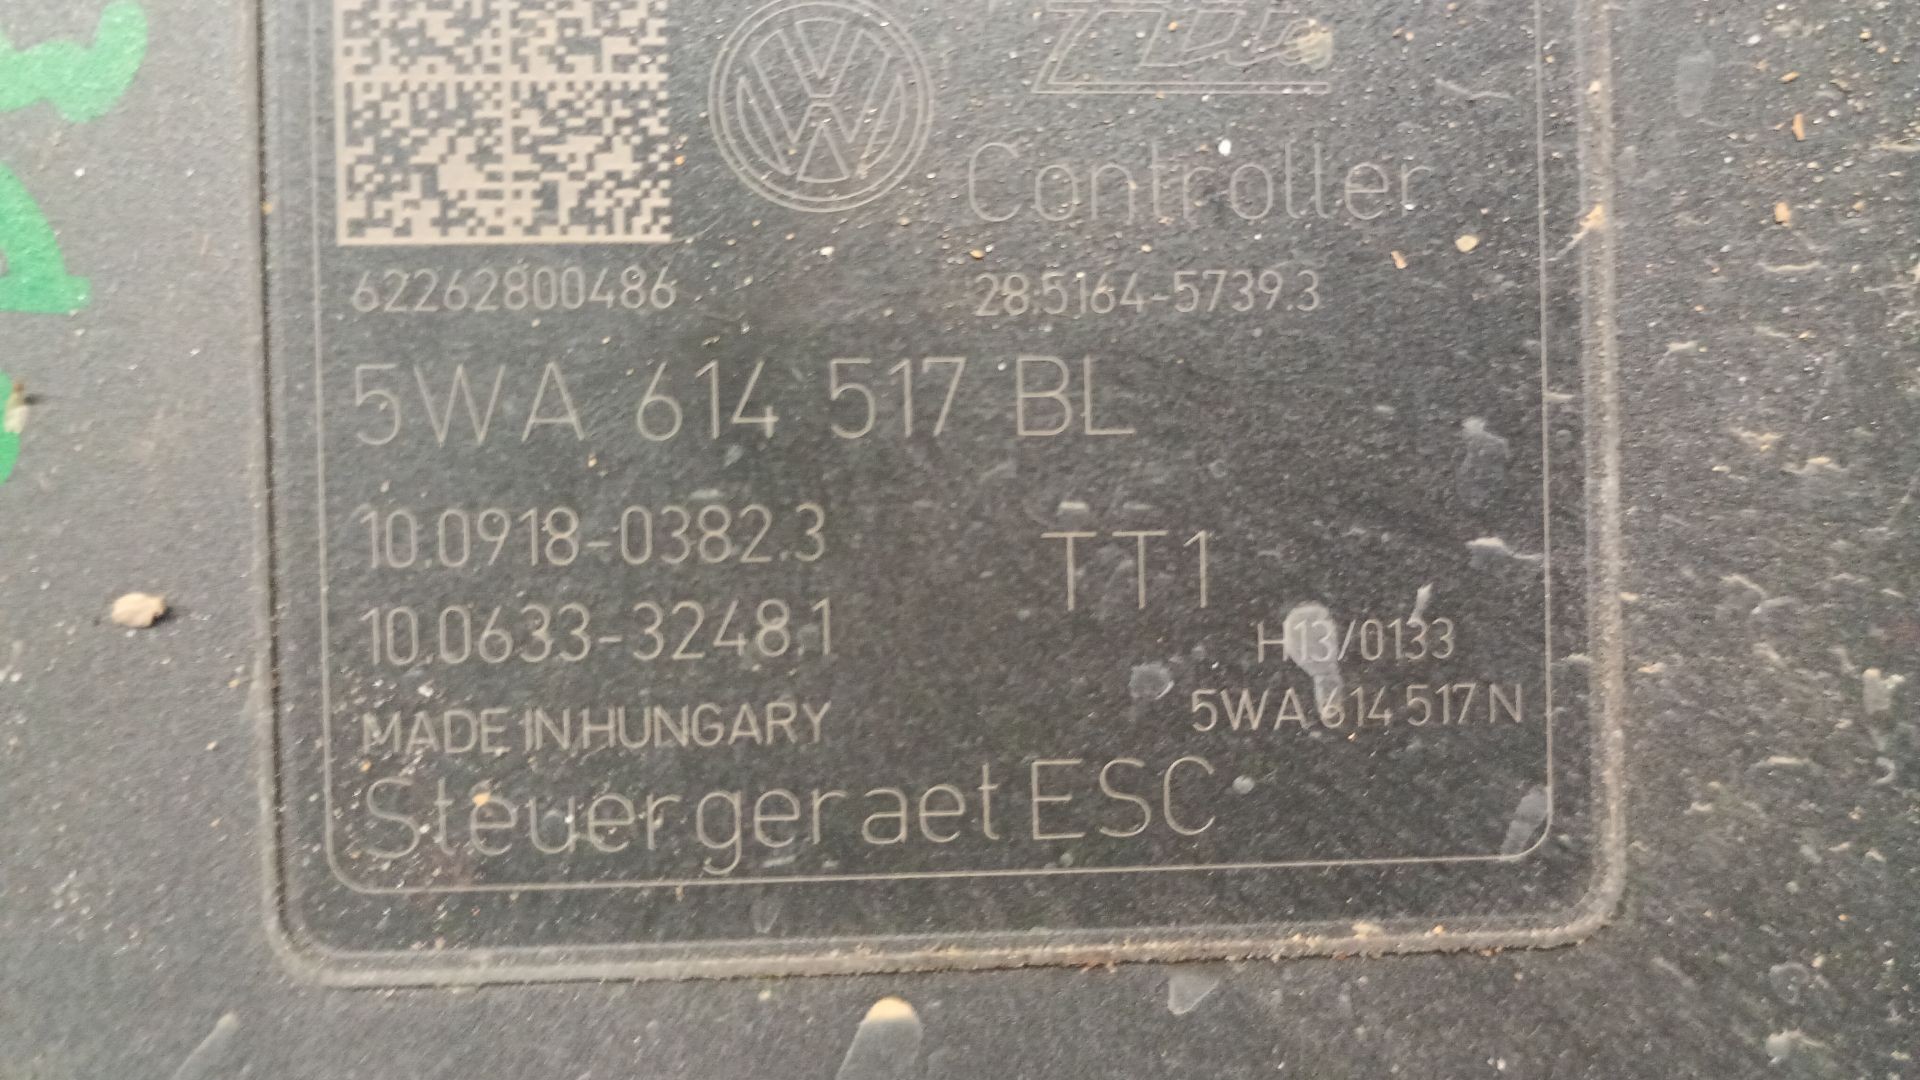 Controller
62262800486 28.5164-5739.3
5WA 614 517 BL
10.0918-0382.3
TT1
10.0633-3248.1
H13/0133
MADE IN HUNGARY
5WA 614 517 N
Steuergeraet ESC